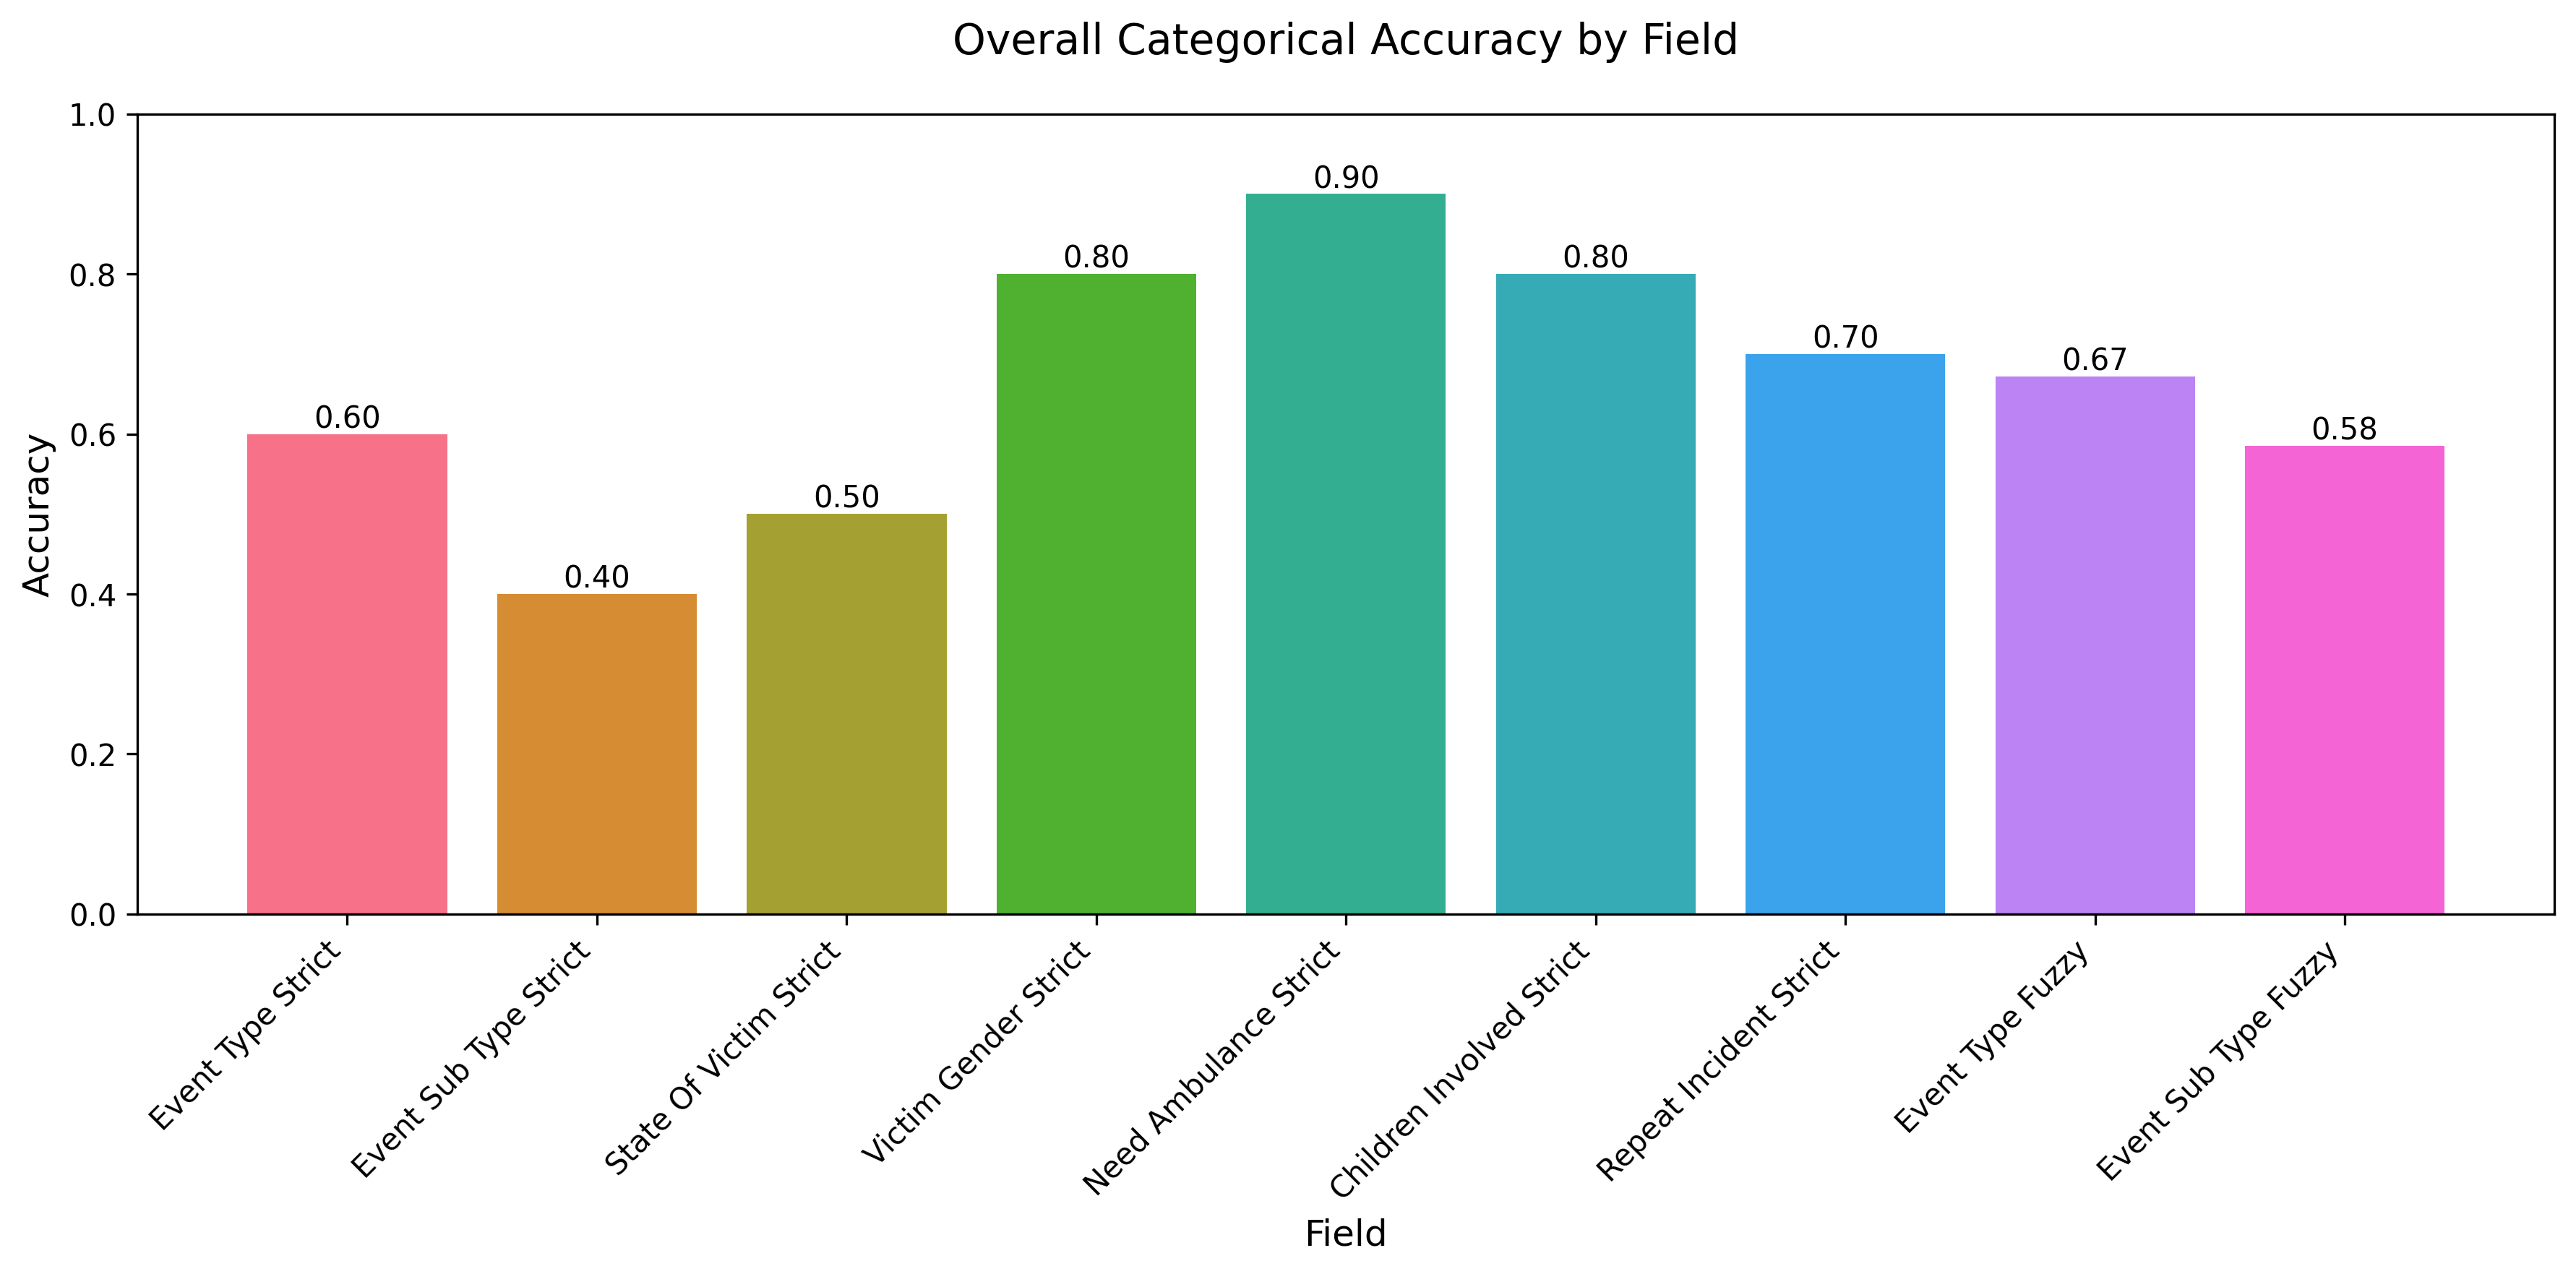 Overall Categorical Accuracy by Field
Accuracy
1.0
0.8
0.6
0.4
0.2
0.0
0.60
0.40
0.50
0.80
0.90
0.80
0.70
0.67
0.58
Event Type Strict
Event Sub Type Strict
State Of Victim Strict
Victim Gender Strict
Need Ambulance Strict
Children Involved Strict
Repeat Incident Strict
Event Type Fuzzy
Event Sub Type Fuzzy
Field